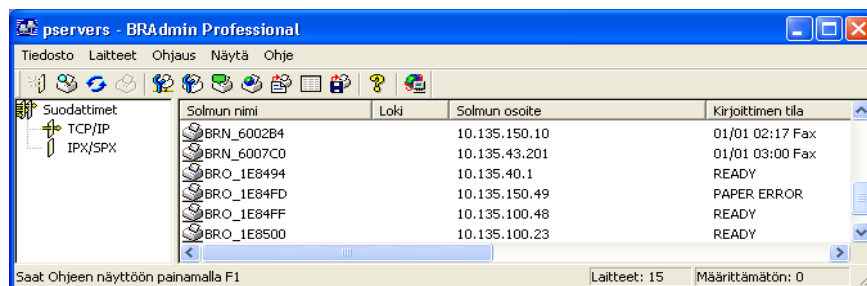 pservers - BRAdmin Professional
Tiedosto Laitteet Ohjaus Näytä Ohje
Suodattimet
TCP/IP
IPX/SPX
Solmun nimi Loki Solmun osoite Kirjoittimen tila
BRN_6002B4 10.135.150.10 01/01 02:17 Fax
BRN_6007C0 10.135.43.201 01/01 03:00 Fax
BRO_1E8494 10.135.40.1 READY
BRO_1E84FD 10.135.150.49 PAPER ERROR
BRO_1E84FF 10.135.100.48 READY
BRO_1E8500 10.135.100.23 READY
Saat Ohjeen näyttöön painamalla F1 Laitteet: 15 Määrittämätön: 0